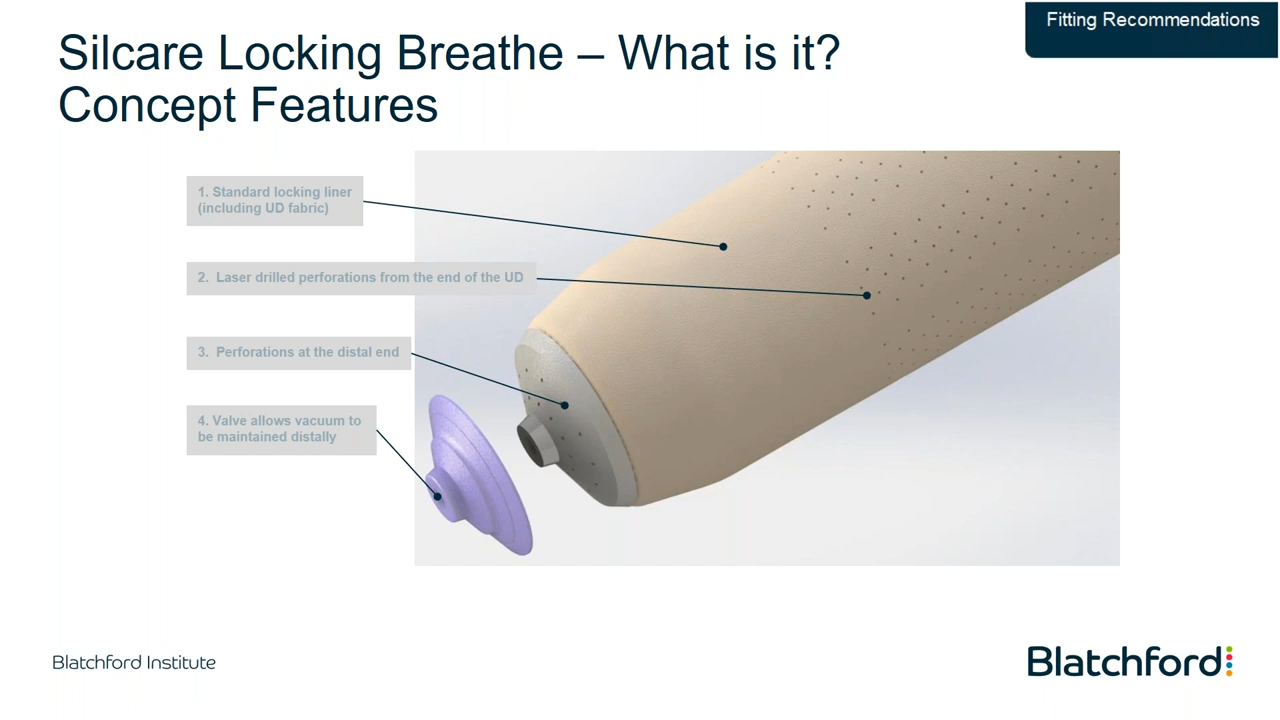 Fitting Recommendations
Silcare Locking Breathe – What is it?
Concept Features
1. Standard locking liner
(including UD fabric)
2. Laser drilled perforations from the end of the UD
3. Perforations at the distal end
4. Valve allows vacuum to
be maintained distally
Blatchford Institute
Blatchford